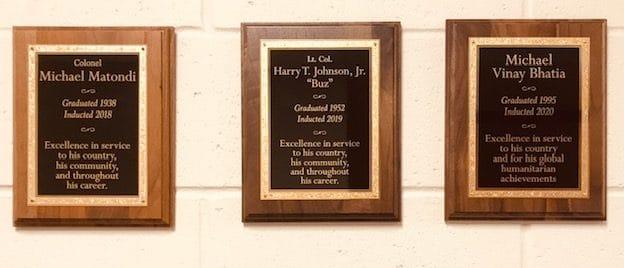 Colonel
Michael Matondi
Graduated 1938
Inducted 2018
Excellence in service
to his country,
his community,
and throughout
his career.
Lt. Col.
Harry T. Johnson, Jr.
"Buz"
Graduated 1952
Inducted 2019
Excellence in service
to his country,
his community,
and throughout
his career.
Michael
Vinay Bhatia
Graduated 1995
Inducted 2020
Excellence in service
to his country
and for his global
humanitarian
achievements